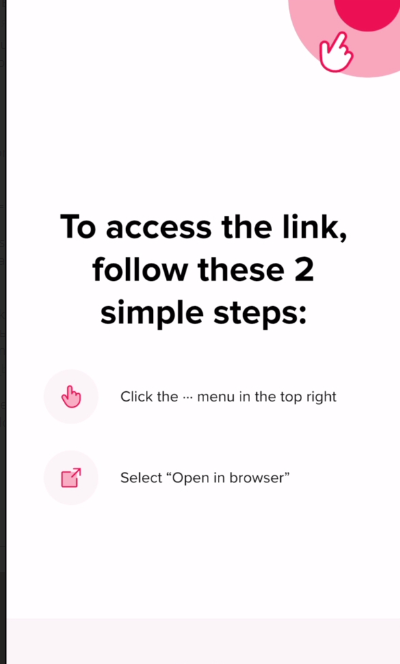 To access the link,
follow these 2
simple steps:
Click the ··· menu in the top right
Select “Open in browser”